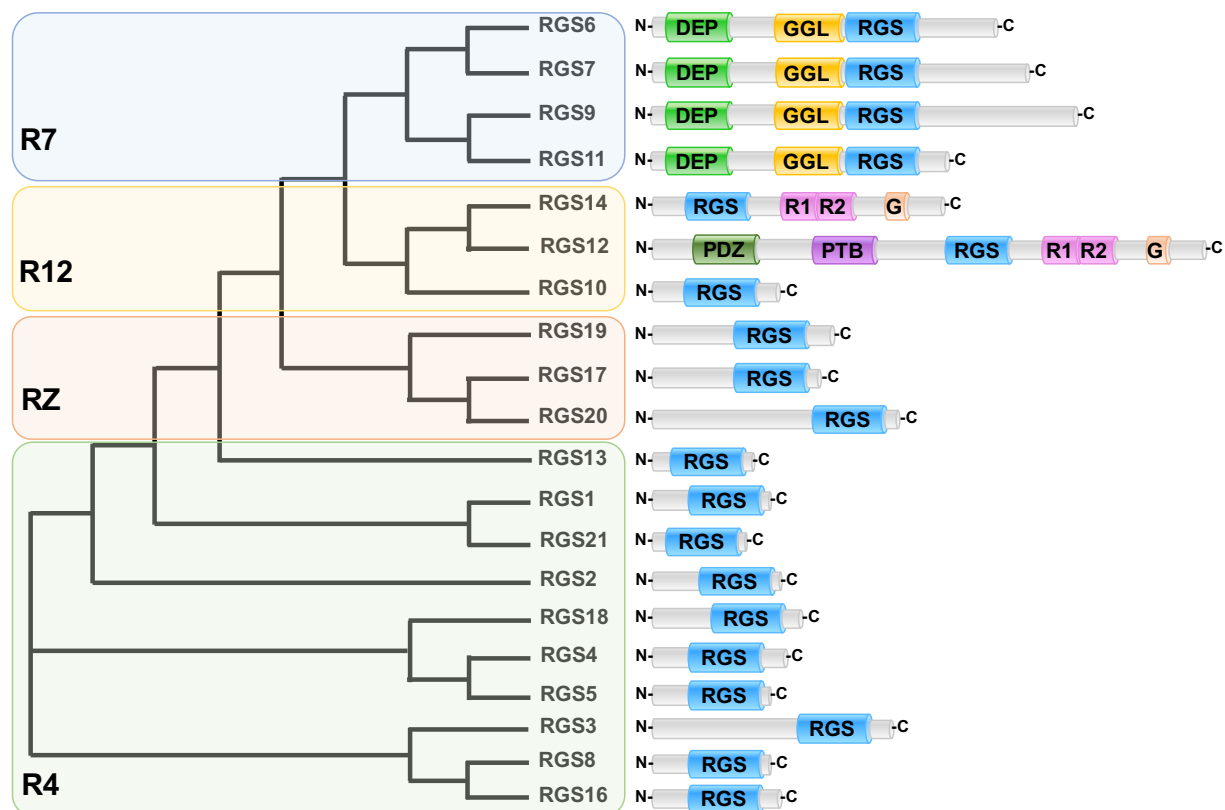 RGS6 N- DEP GGL RGS -C
RGS7 N- DEP GGL RGS -C
RGS9 N- DEP GGL RGS -C
R7
RGS11 N- DEP GGL RGS -C
RGS14 N- RGS R1 R2 G -C
RGS12 N- PDZ PTB RGS R1 R2 G -C
R12
RGS10 N- RGS -C
RGS19 N- RGS -C
RGS17 N- RGS -C
RZ
RGS20 N- RGS -C
RGS13 N- RGS -C
RGS1 N- RGS -C
RGS21 N- RGS -C
RGS2 N- RGS -C
RGS18 N- RGS -C
RGS4 N- RGS -C
RGS5 N- RGS -C
RGS3 N- RGS -C
RGS8 N- RGS -C
R4
RGS16 N- RGS -C